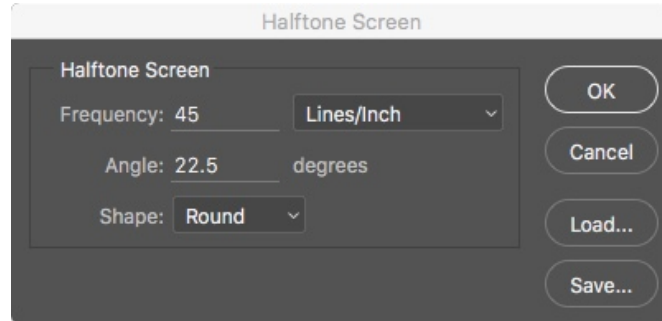 Halftone Screen
Halftone Screen
Frequency: 45 Lines/Inch
Angle: 22.5 degrees
Shape: Round
OK
Cancel
Load...
Save...